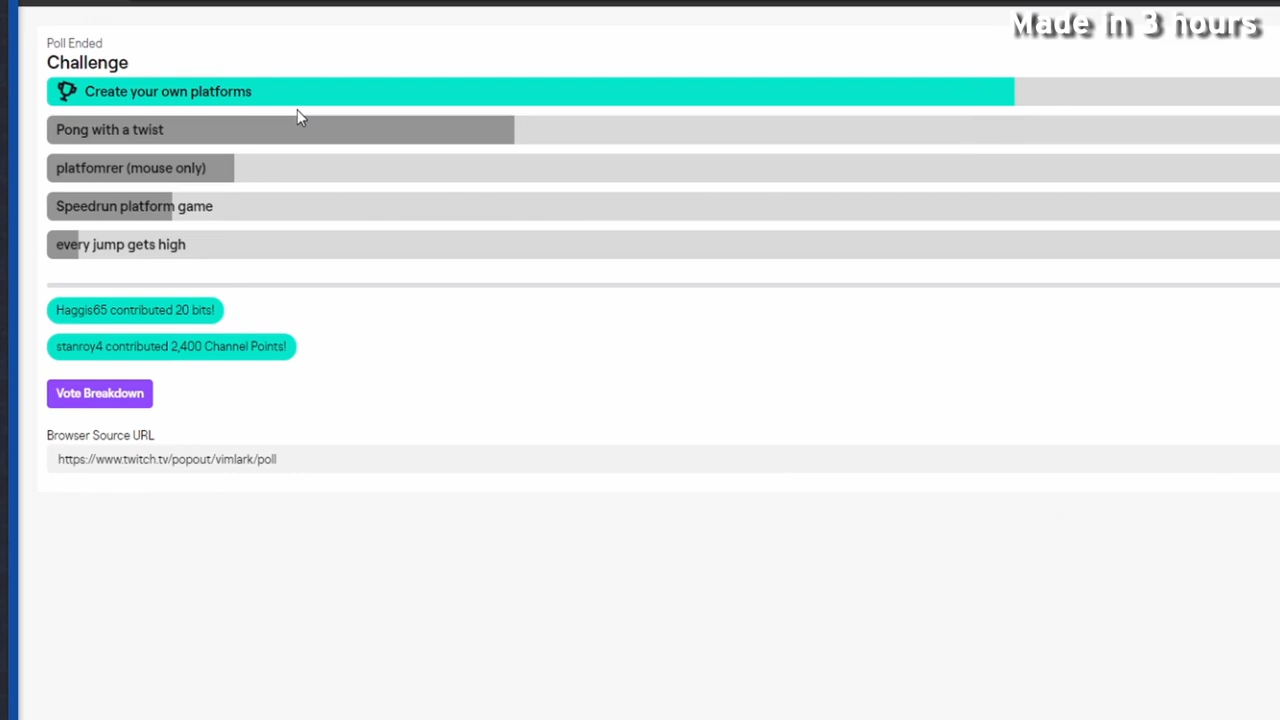 Made in 3 hours
Poll Ended
Challenge
Create your own platforms
Pong with a twist
platfomrer (mouse only)
Speedrun platform game
every jump gets high
Haggis65 contributed 20 bits!
stanroy4 contributed 2,400 Channel Points!
Vote Breakdown
Browser Source URL
https://www.twitch.tv/popout/vimlark/poll